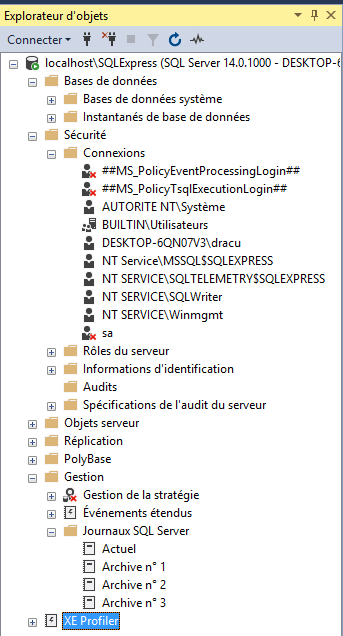 Explorateur d'objets
Connecter
localhost\SQLExpress (SQL Server 14.0.1000 - DESKTOP-6
Bases de données
Bases de données système
Instantanés de base de données
Sécurité
Connexions
##MS_PolicyEventProcessingLogin##
##MS_PolicyTsqlExecutionLogin##
AUTORITE NT\Système
BUILTIN\Utilisateurs
DESKTOP-6QN07V3\dracu
NT Service\MSSQL$SQLEXPRESS
NT SERVICE\SQLTELEMETRY$SQLEXPRESS
NT SERVICE\SQLWriter
NT SERVICE\Winmgmt
sa
Rôles du serveur
Informations d'identification
Audits
Spécifications de l'audit du serveur
Objets serveur
Réplication
PolyBase
Gestion
Gestion de la stratégie
Événements étendus
Journaux SQL Server
Actuel
Archive n° 1
Archive n° 2
Archive n° 3
XE Profiler